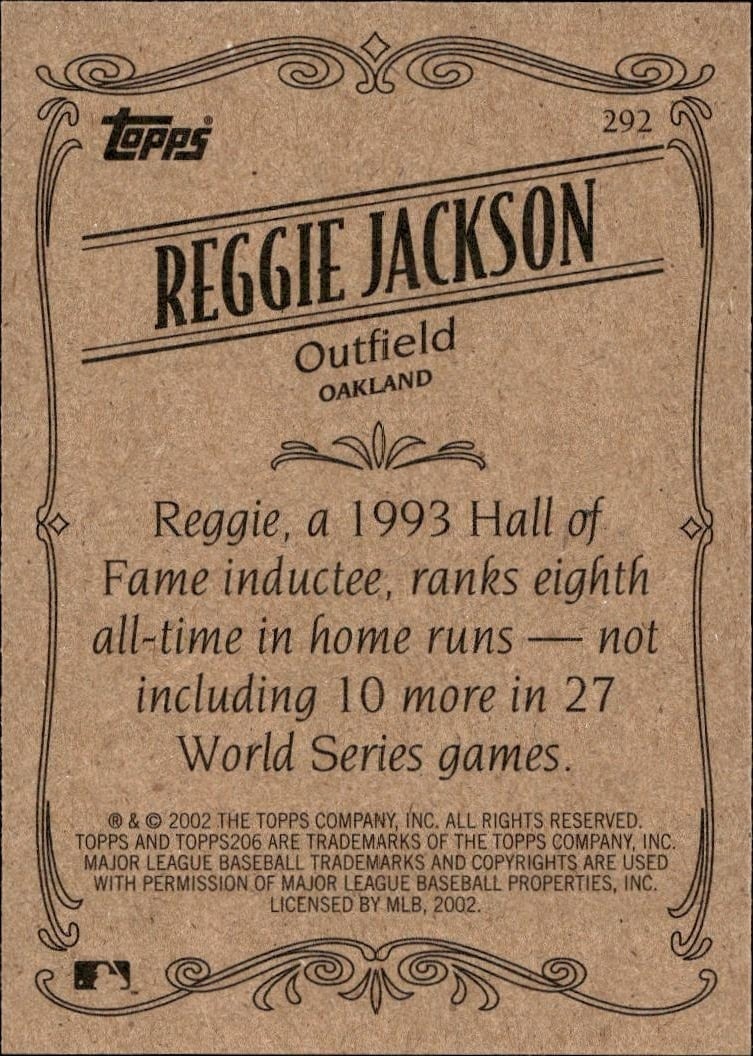 topps®
292
REGGIE JACKSON
Outfield
OAKLAND
Reggie, a 1993 Hall of
Fame inductee, ranks eighth
all-time in home runs — not
including 10 more in 27
World Series games.
® & © 2002 THE TOPPS COMPANY, INC. ALL RIGHTS RESERVED.
TOPPS AND TOPPS206 ARE TRADEMARKS OF THE TOPPS COMPANY, INC.
MAJOR LEAGUE BASEBALL TRADEMARKS AND COPYRIGHTS ARE USED
WITH PERMISSION OF MAJOR LEAGUE BASEBALL PROPERTIES, INC.
LICENSED BY MLB, 2002.